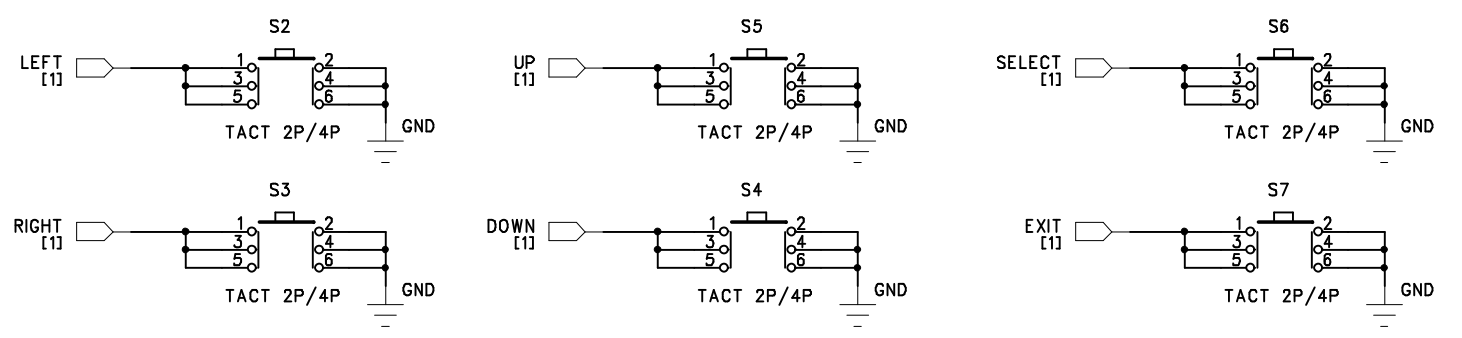 S2
LEFT
[1]
1 2
3 4
5 6
TACT 2P/4P
GND
S5
UP
[1]
1 2
3 4
5 6
TACT 2P/4P
GND
S6
SELECT
[1]
1 2
3 4
5 6
TACT 2P/4P
GND
S3
RIGHT
[1]
1 2
3 4
5 6
TACT 2P/4P
GND
S4
DOWN
[1]
1 2
3 4
5 6
TACT 2P/4P
GND
S7
EXIT
[1]
1 2
3 4
5 6
TACT 2P/4P
GND